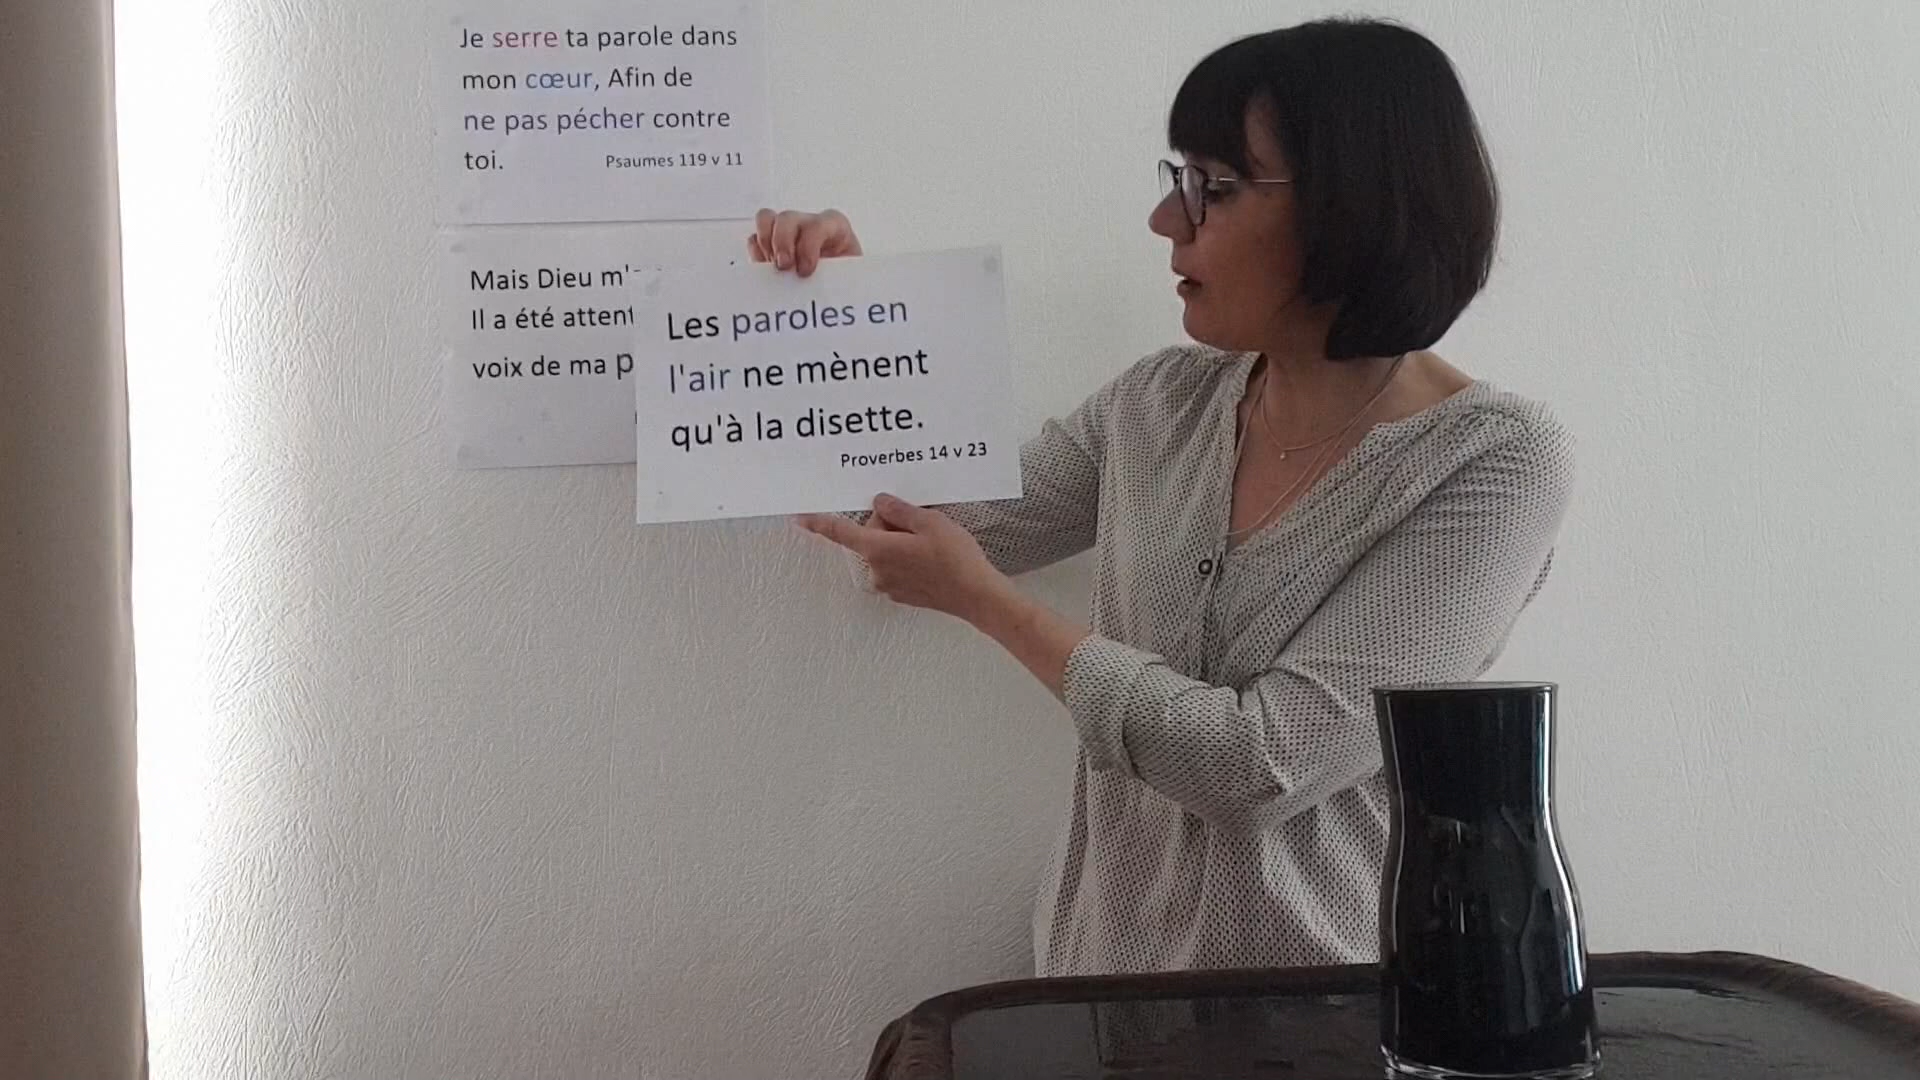 Je serre ta parole dans
mon cœur, Afin de
ne pas pécher contre
toi.
Psaumes 119 v 11
Mais Dieu
Il a été
voix de ma
Les paroles en
l'air ne mènent
qu'à la disette.
Proverbes 14 v 23